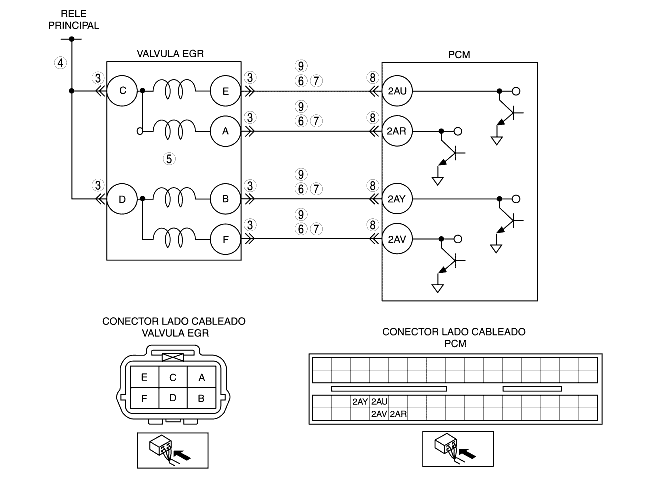 RELE
PRINCIPAL
VALVULA EGR
PCM
4
3
C
E
3
9
6 7
8
2AU
A
3
9
6 7
8
2AR
5
3
D
B
3
9
6 7
8
2AY
F
3
9
6 7
8
2AV
CONECTOR LADO CABLEADO
VALVULA EGR
E C A
F D B
CONECTOR LADO CABLEADO
PCM
2AY 2AU
2AV 2AR